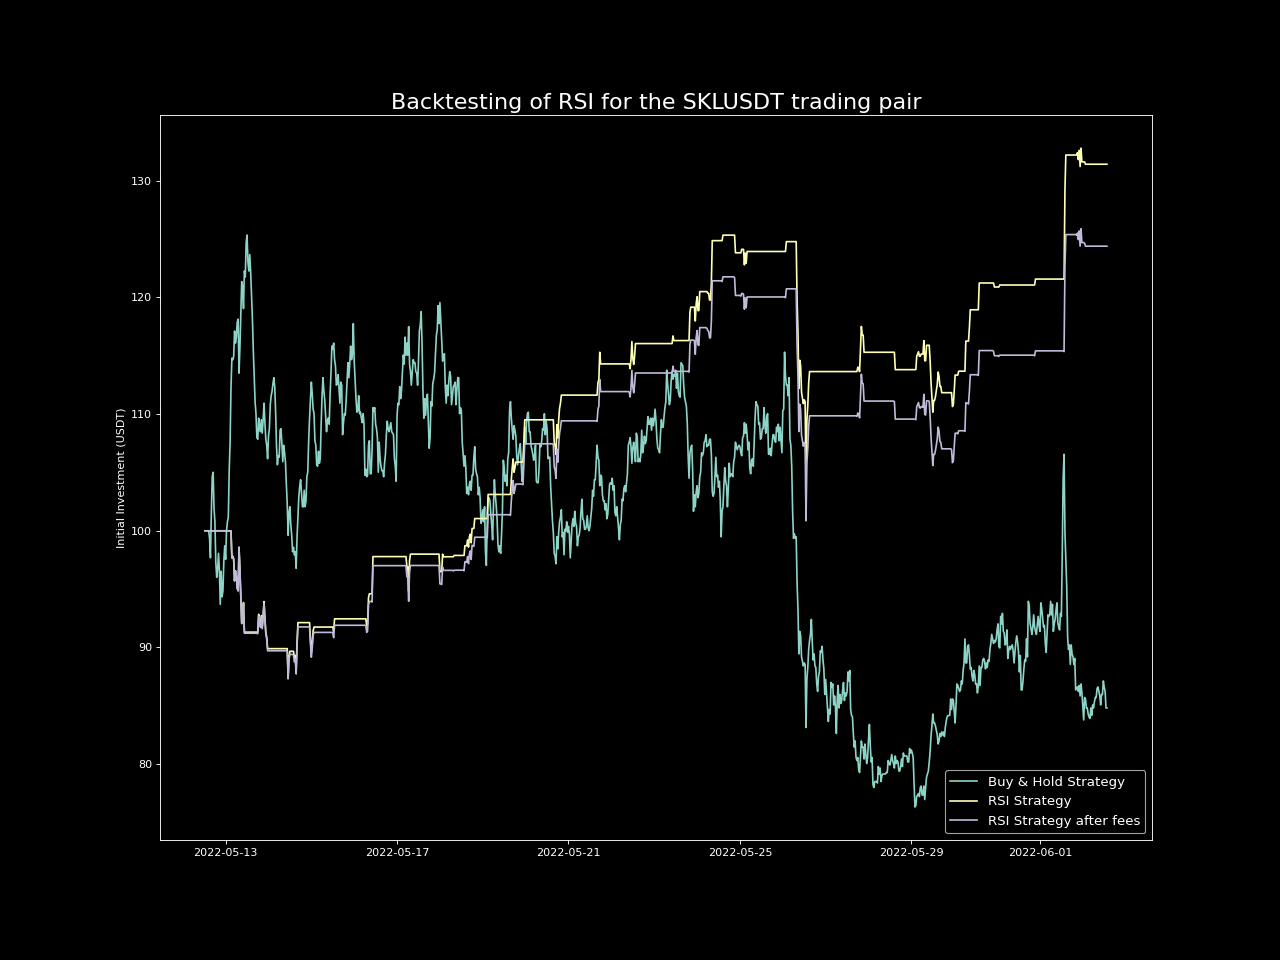 Backtesting of RSI for the SKLUSDT trading pair
Initial Investment (USDT)
130
120
110
100
90
80
2022-05-13
2022-05-17
2022-05-21
2022-05-25
2022-05-29
2022-06-01
Buy & Hold Strategy
RSI Strategy
RSI Strategy after fees